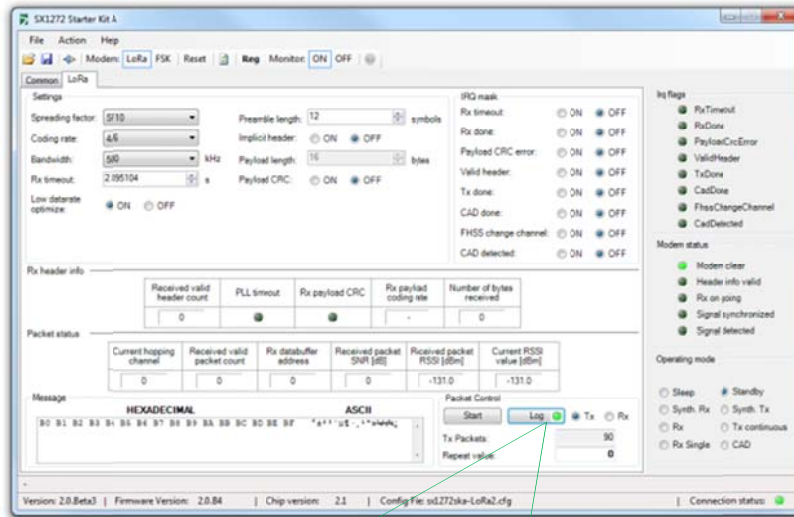 SX1272 Starter Kit A
File Action Help
Modem: LoRa FSK Reset Reg Monitor: ON OFF
Common LoRa
Settings
Spreading factor: SF10
Coding rate: 4/6
Bandwidth: 500 kHz
Rx timeout: 2.095104 s
Low datarate optimize: ON OFF
Preamble length: 12 symbols
Implicit header: ON OFF
Payload length: 16 bytes
Payload CRC: ON OFF
IRQ mask
Rx timeout: ON OFF
Rx done: ON OFF
Payload CRC error: ON OFF
Valid header: ON OFF
Tx done: ON OFF
CAD done: ON OFF
FHSS change channel: ON OFF
CAD detected: ON OFF
Irq flags
RxTimeout
RxDone
PayloadCrcError
ValidHeader
TxDone
CadDone
FhssChangeChannel
CadDetected
Modem status
Modem clear
Header info valid
Rx on going
Signal synchronized
Signal detected
Rx header info
Received valid header count PLL timeout Rx payload CRC Rx payload coding rate Number of bytes received
0 - 0
Packet status
Current hopping channel Received valid packet count Rx databuffer address Received packet SNR [dB] Received packet RSSI [dBm] Current RSSI value [dBm]
0 0 0 0 -131.0 -131.0
Operating mode
Sleep Standby
Synth. Rx Synth. Tx
Rx Tx continuous
Rx Single CAD
Message
HEXADECIMAL ASCII
B0 B1 B2 B3 B4 B5 B6 B7 B8 B9 BA BB BC BD BE BF
Packet Control
Start Log Tx Rx
Tx Packets: 90
Repeat value: 0
-
Version: 2.0.Beta3 | Firmware Version: 2.0.B4 | Chip version: 2.1 | Config File: sx1272ska-LoRa2.cfg | Connection status: